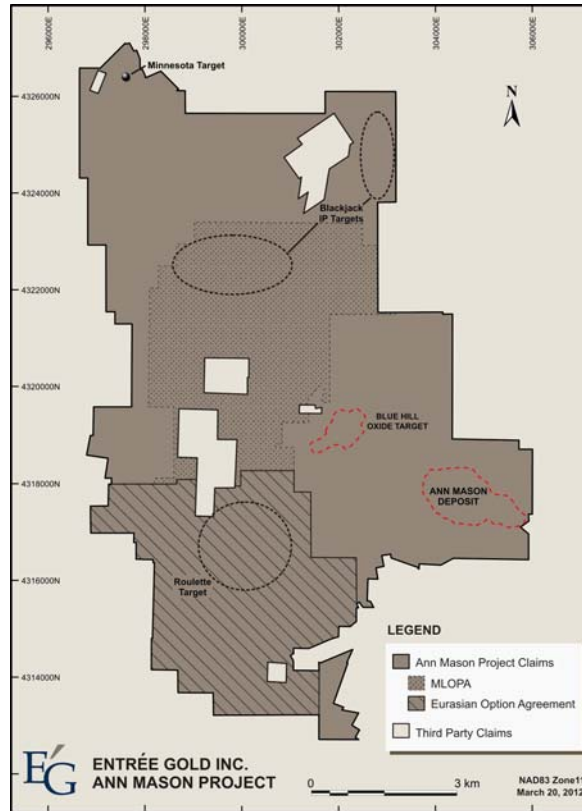 296000E
298000E
300000E
302000E
304000E
306000E
4326000N
4324000N
4322000N
4320000N
4318000N
4316000N
4314000N
Minnesota Target
N
Blackjack
IP Targets
BLUE HILL
OXIDE TARGET
ANN MASON
DEPOSIT
Roulette
Target
LEGEND
Ann Mason Project Claims
MLOPA
Eurasian Option Agreement
Third Party Claims
EG
ENTRÉE GOLD INC.
ANN MASON PROJECT
0 3 km
NAD83 Zone11
March 20, 2012